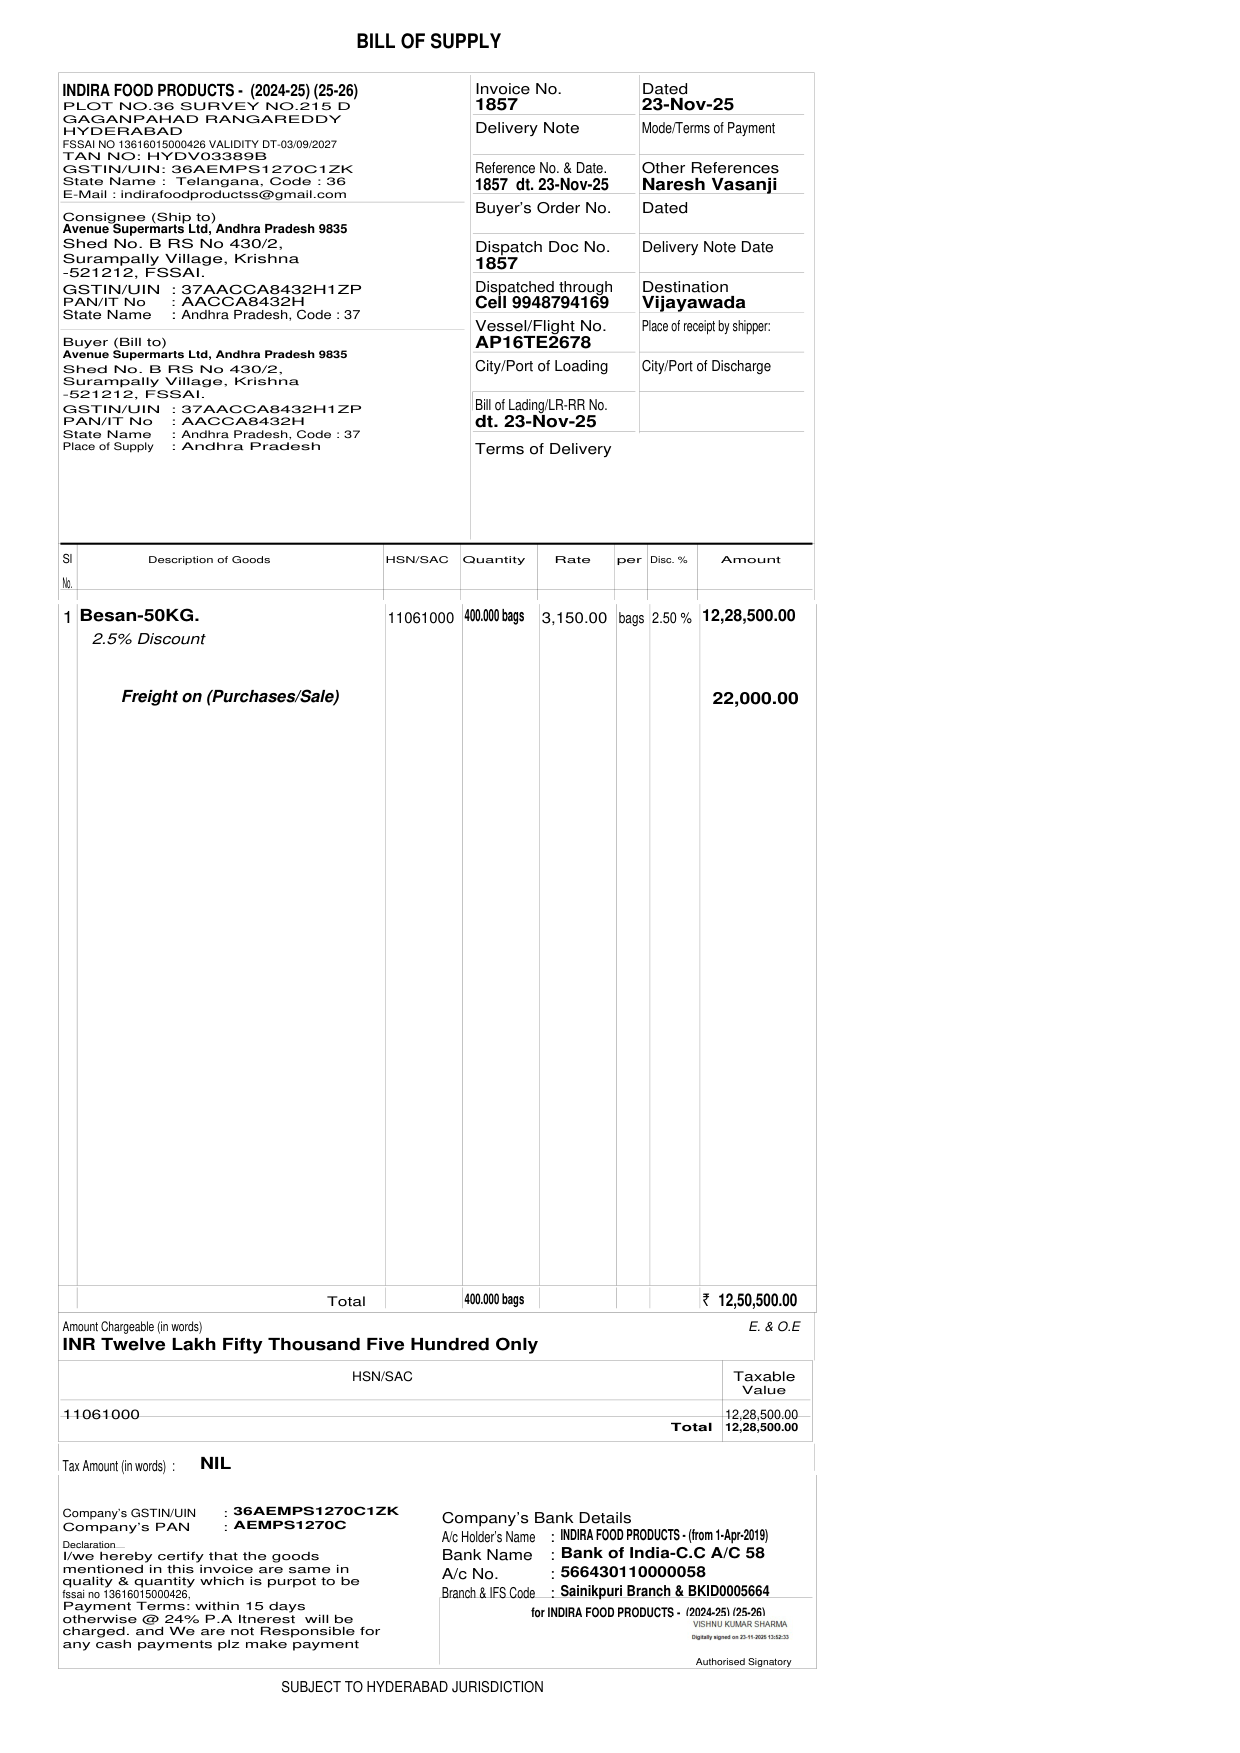 BILL OF SUPPLY
INDIRA FOOD PRODUCTS - (2024-25) (25-26)
PLOT NO.36 SURVEY NO.215 D
GAGANPAHAD RANGAREDDY
HYDERABAD
FSSAI NO 13616015000426 VALIDITY DT-03/09/2027
TAN NO: HYDV03389B
GSTIN/UIN: 36AEMPS1270C1ZK
State Name : Telangana, Code : 36
E-Mail : indirafoodproductss@gmail.com
Consignee (Ship to)
Avenue Supermarts Ltd, Andhra Pradesh 9835
Shed No. B RS No 430/2,
Surampally Village, Krishna
-521212, FSSAI.
GSTIN/UIN : 37AACCA8432H1ZP
PAN/IT No : AACCA8432H
State Name : Andhra Pradesh, Code : 37
Buyer (Bill to)
Avenue Supermarts Ltd, Andhra Pradesh 9835
Shed No. B RS No 430/2,
Surampally Village, Krishna
-521212, FSSAI.
GSTIN/UIN : 37AACCA8432H1ZP
PAN/IT No : AACCA8432H
State Name : Andhra Pradesh, Code : 37
Place of Supply : Andhra Pradesh
Invoice No. Dated
1857 23-Nov-25
Delivery Note Mode/Terms of Payment
Reference No. & Date. Other References
1857 dt. 23-Nov-25 Naresh Vasanji
Buyer's Order No. Dated
Dispatch Doc No. Delivery Note Date
1857
Dispatched through Destination
Cell 9948794169 Vijayawada
Vessel/Flight No. Place of receipt by shipper:
AP16TE2678
City/Port of Loading City/Port of Discharge
Bill of Lading/LR-RR No.
dt. 23-Nov-25
Terms of Delivery
Sl Description of Goods HSN/SAC Quantity Rate per Disc. % Amount
No.
1 Besan-50KG. 11061000 400.000 bags 3,150.00 bags 2.50 % 12,28,500.00
2.5% Discount
Freight on (Purchases/Sale) 22,000.00
Total 400.000 bags ₹ 12,50,500.00
Amount Chargeable (in words) E. & O.E
INR Twelve Lakh Fifty Thousand Five Hundred Only
HSN/SAC Taxable
Value
11061000 12,28,500.00
Total 12,28,500.00
Tax Amount (in words) : NIL
Company's GSTIN/UIN : 36AEMPS1270C1ZK
Company's PAN : AEMPS1270C
Declaration
I/we hereby certify that the goods
mentioned in this invoice are same in
quality & quantity which is purpot to be
fssai no 13616015000426,
Payment Terms: within 15 days
otherwise @ 24% P.A Itnerest will be
charged. and We are not Responsible for
any cash payments plz make payment
Company's Bank Details
A/c Holder's Name : INDIRA FOOD PRODUCTS - (from 1-Apr-2019)
Bank Name : Bank of India-C.C A/C 58
A/c No. : 566430110000058
Branch & IFS Code : Sainikpuri Branch & BKID0005664
for INDIRA FOOD PRODUCTS - (2024-25) (25-26)
VISHNU KUMAR SHARMA
Digitally signed on 23-11-2025 13:52:33
Authorised Signatory
SUBJECT TO HYDERABAD JURISDICTION